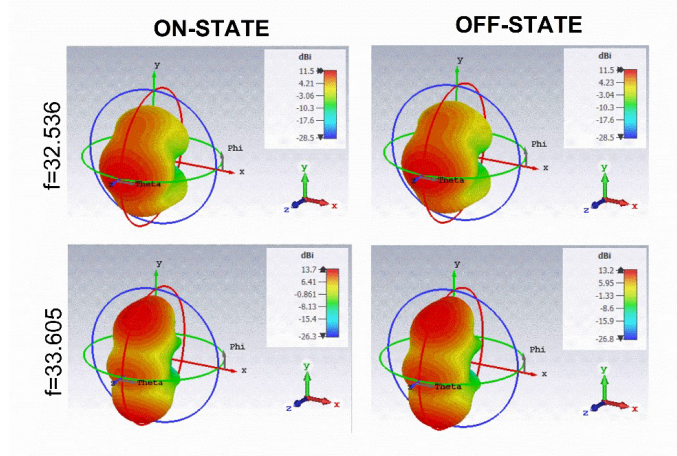 ON-STATE
OFF-STATE
f=32.536
dBi
11.5
4.21
-3.04
-10.3
-17.6
-28.5
y
Phi
x
z
Theta
y
z
x
dBi
11.5
4.21
-3.04
-10.3
-17.6
-28.5
y
Phi
x
z
Theta
y
z
x
f=33.605
dBi
13.7
6.41
-0.861
-8.13
-15.4
-26.3
y
Phi
x
z
Theta
y
z
x
dBi
13.2
5.95
-1.33
-8.6
-15.9
-26.8
y
Phi
x
z
Theta
y
z
x